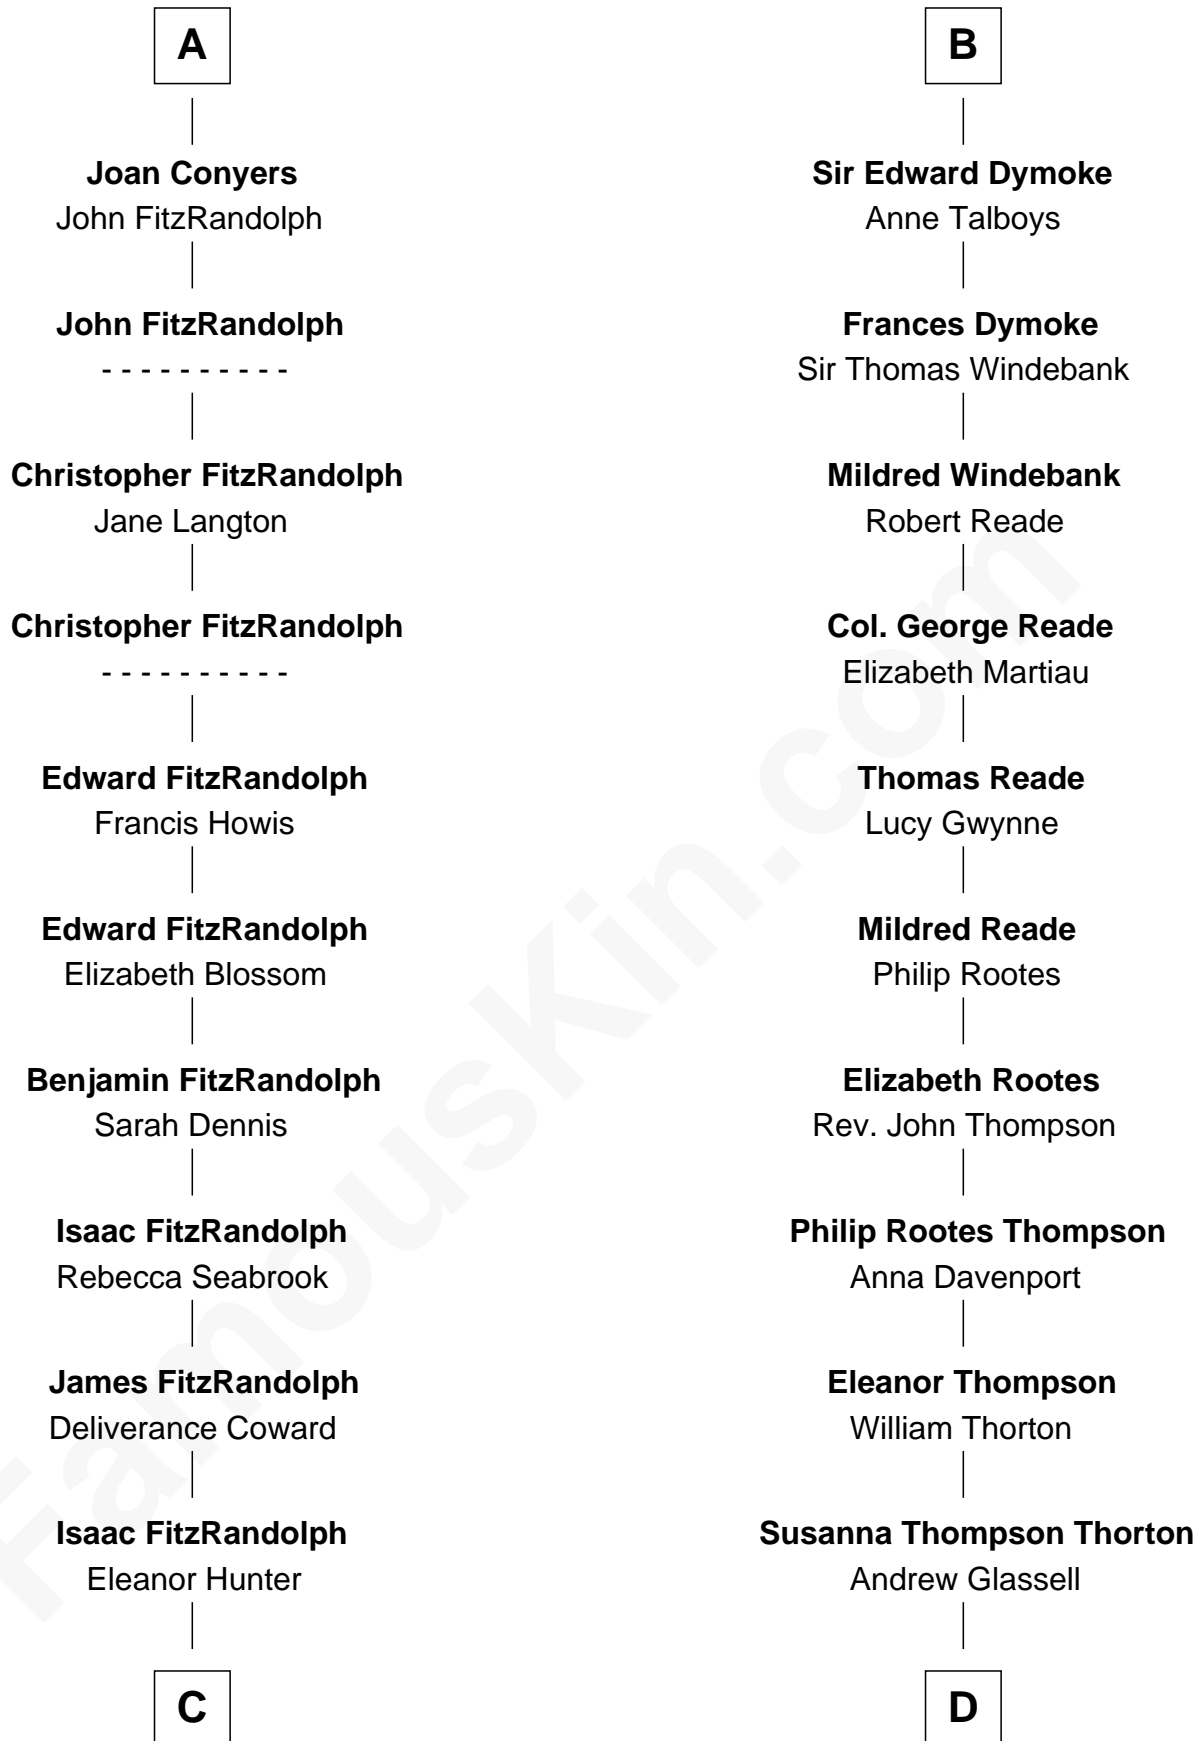 A
Joan Conyers
John FitzRandolph
John FitzRandolph
- - - - - - - - - -
Christopher FitzRandolph
Jane Langton
Christopher FitzRandolph
- - - - - - - - - -
Edward FitzRandolph
Francis Howis
Edward FitzRandolph
Elizabeth Blossom
Benjamin FitzRandolph
Sarah Dennis
Isaac FitzRandolph
Rebecca Seabrook
James FitzRandolph
Deliverance Coward
Isaac FitzRandolph
Eleanor Hunter
C
B
Sir Edward Dymoke
Anne Talboys
Frances Dymoke
Sir Thomas Windebank
Mildred Windebank
Robert Reade
Col. George Reade
Elizabeth Martiau
Thomas Reade
Lucy Gwynne
Mildred Reade
Philip Rootes
Elizabeth Rootes
Rev. John Thompson
Philip Rootes Thompson
Anna Davenport
Eleanor Thompson
William Thorton
Susanna Thompson Thorton
Andrew Glassell
D
FamousKin.com